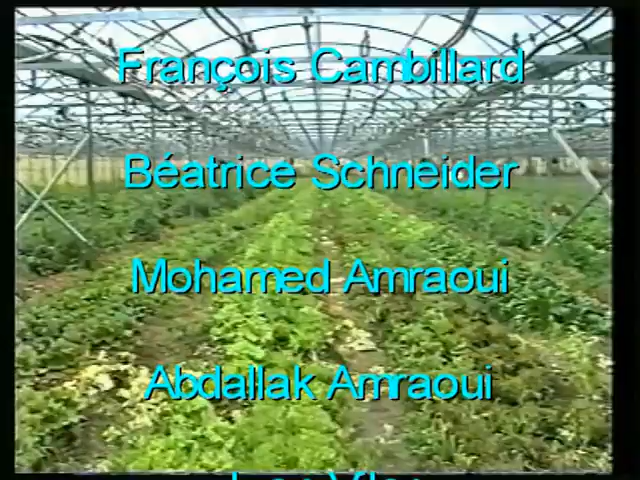 François Cambillard
Béatrice Schneider
Mohamed Amraoui
Abdallak Amraoui